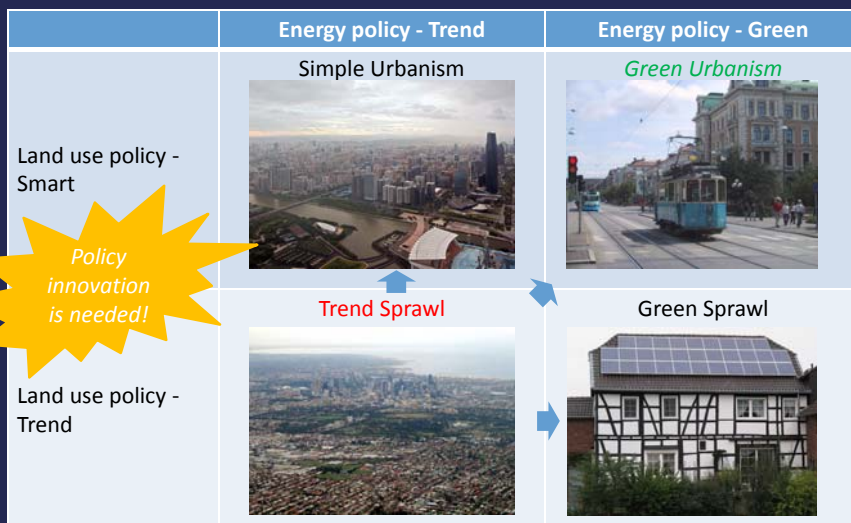 Energy policy - Trend
Energy policy - Green
Simple Urbanism
Green Urbanism
Land use policy -
Smart
Policy
innovation
is needed!
Trend Sprawl
Green Sprawl
Land use policy -
Trend